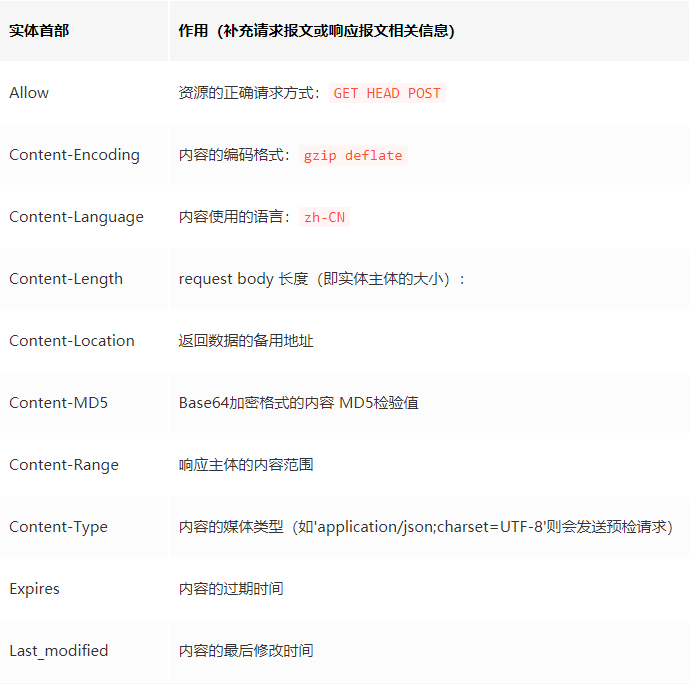 实体首部 作用（补充请求报文或响应报文相关信息）
Allow 资源的正确请求方式： GET HEAD POST
Content-Encoding 内容的编码格式： gzip deflate
Content-Language 内容使用的语言： zh-CN
Content-Length request body 长度（即实体主体的大小）:
Content-Location 返回数据的备用地址
Content-MD5 Base64加密格式的内容 MD5检验值
Content-Range 响应主体的内容范围
Content-Type 内容的媒体类型（如'application/json;charset=UTF-8'则会发送预检请求）
Expires 内容的过期时间
Last_modified 内容的最后修改时间